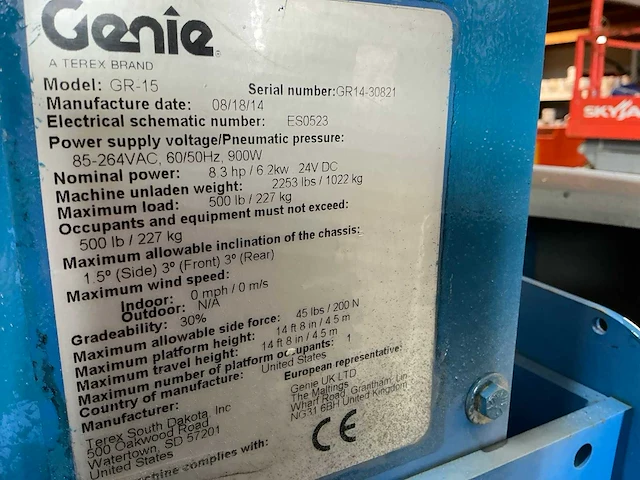 Genie
A TEREX BRAND
Model: GR-15 Serial number: GR14-30821
Manufacture date: 08/18/14
Electrical schematic number: ES0523
Power supply voltage/Pneumatic pressure:
85-264VAC, 60/50Hz, 900W
Nominal power: 8.3 hp / 6.2kw 24V DC
Machine unladen weight: 2253 lbs / 1022 kg
Maximum load: 500 lb / 227 kg
Occupants and equipment must not exceed:
500 lb / 227 kg
Maximum allowable inclination of the chassis:
1.5º (Side) 3º (Front) 3º (Rear)
Maximum wind speed:
Indoor: 0 mph / 0 m/s
Outdoor: N/A
Gradeability: 30%
Maximum allowable side force: 45 lbs / 200 N
Maximum platform height: 14 ft 8 in / 4.5 m
Maximum travel height: 14 ft 8 in / 4.5 m
Maximum number of platform occupants: 1
Country of manufacture: United States
Manufacturer:
Terex South Dakota, Inc
500 Oakwood Road
Watertown, SD 57201
United States
European representative:
Genie UK LTD
The Maltings
Wharf Road, Grantham, Lin
NG31 6BH United Kingdom
CE
machine complies with:
SKYJA